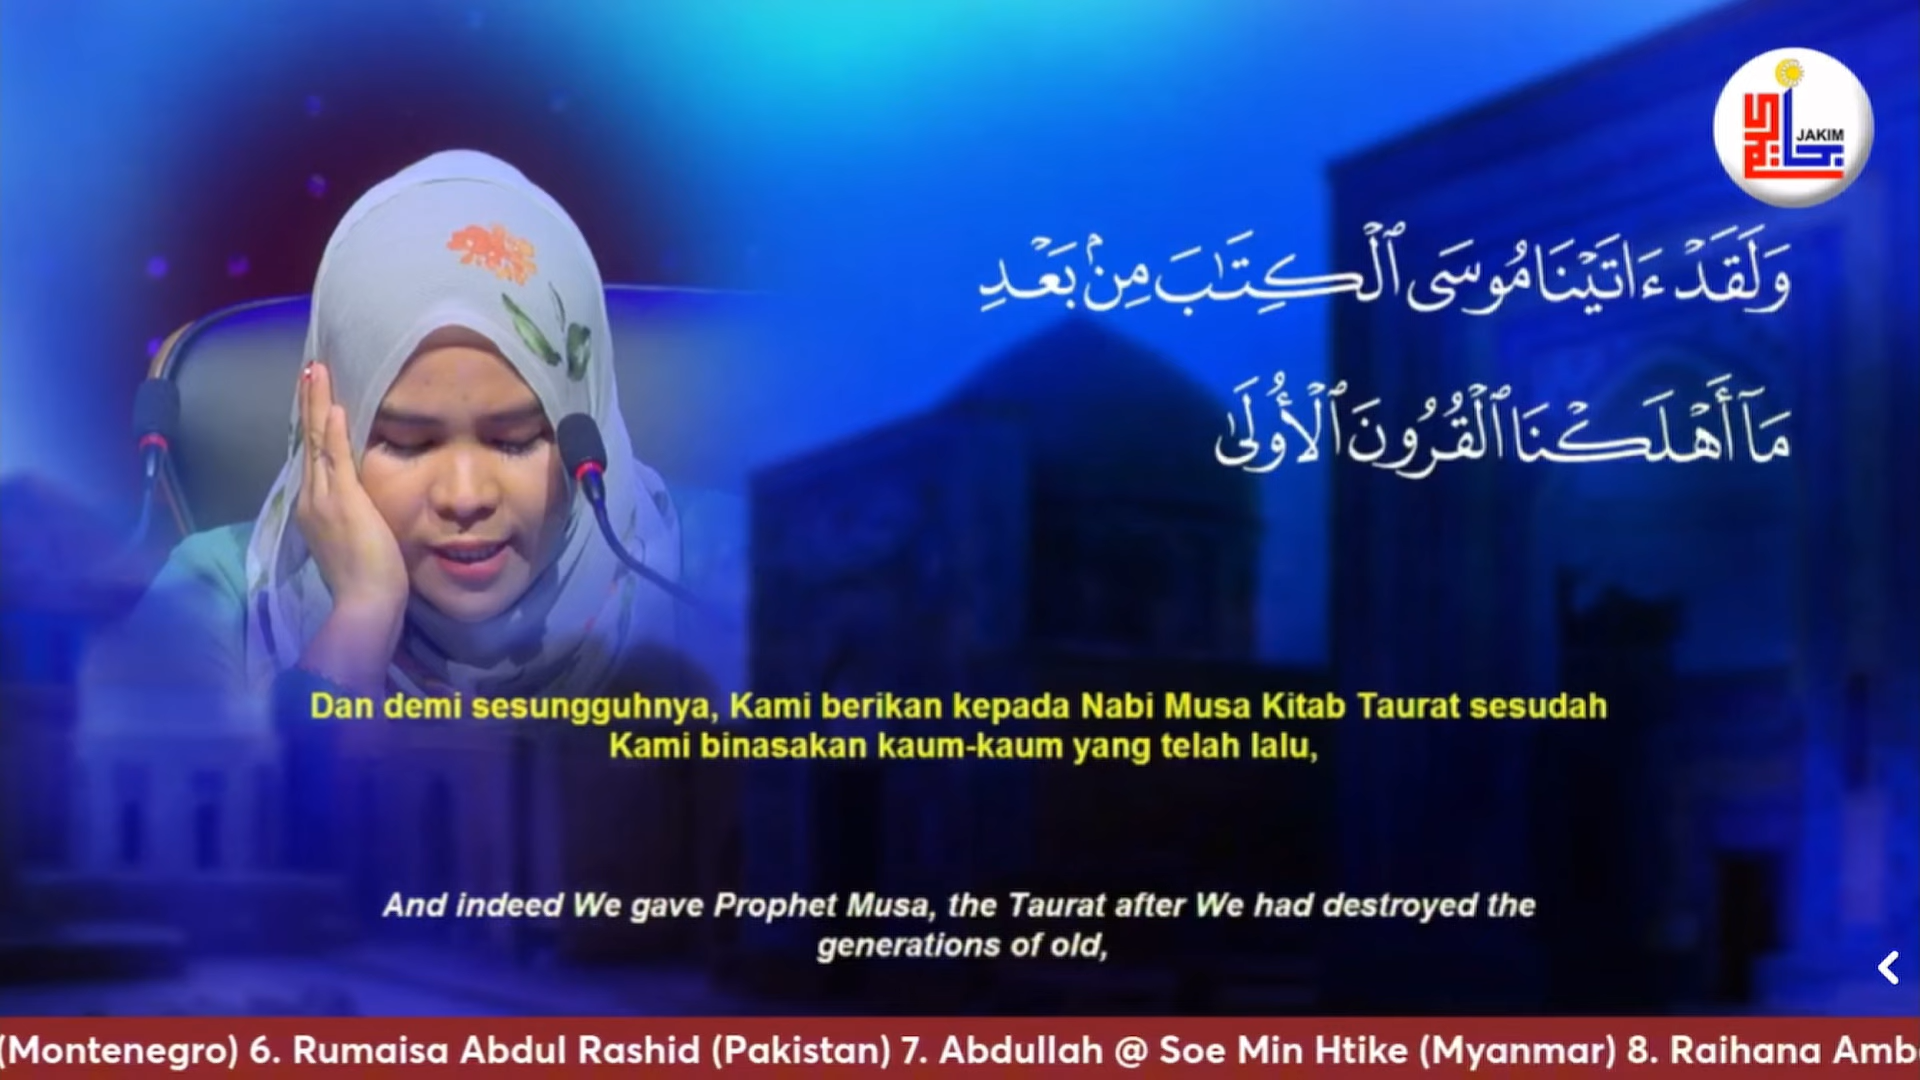 JAKIM
وَلَقَدْ ءَاتَيْنَا مُوسَى ٱلْكِتَـٰبَ مِنۢ بَعْدِ
مَآ أَهْلَكْنَا ٱلْقُرُونَ ٱلْأُولَىٰ
Dan demi sesungguhnya, Kami berikan kepada Nabi Musa Kitab Taurat sesudah
Kami binasakan kaum-kaum yang telah lalu,
And indeed We gave Prophet Musa, the Taurat after We had destroyed the
generations of old,
(Montenegro) 6. Rumaisa Abdul Rashid (Pakistan) 7. Abdullah @ Soe Min Htike (Myanmar) 8. Raihana